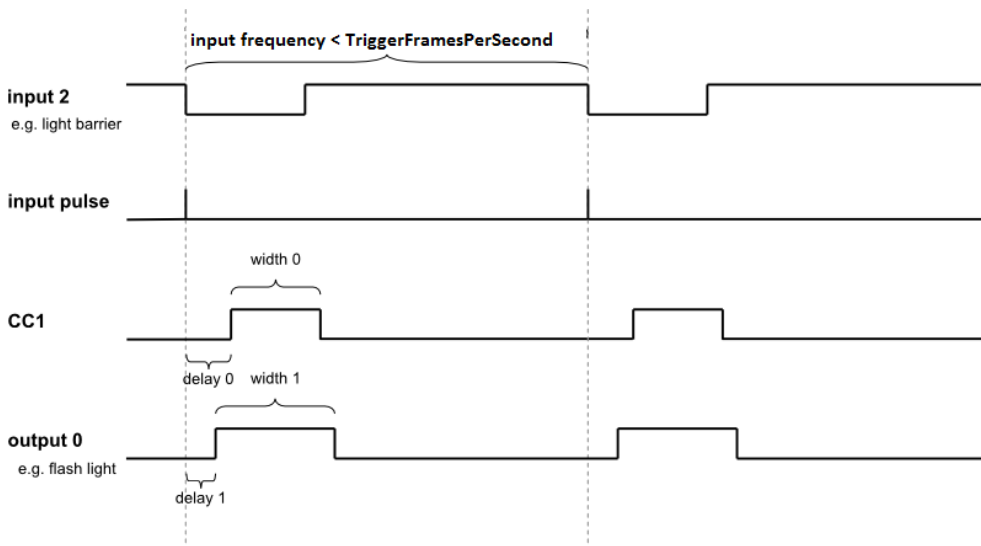 input frequency < TriggerFramesPerSecond
input 2
e.g. light barrier
input pulse
width 0
CC1
delay 0
width 1
output 0
e.g. flash light
delay 1